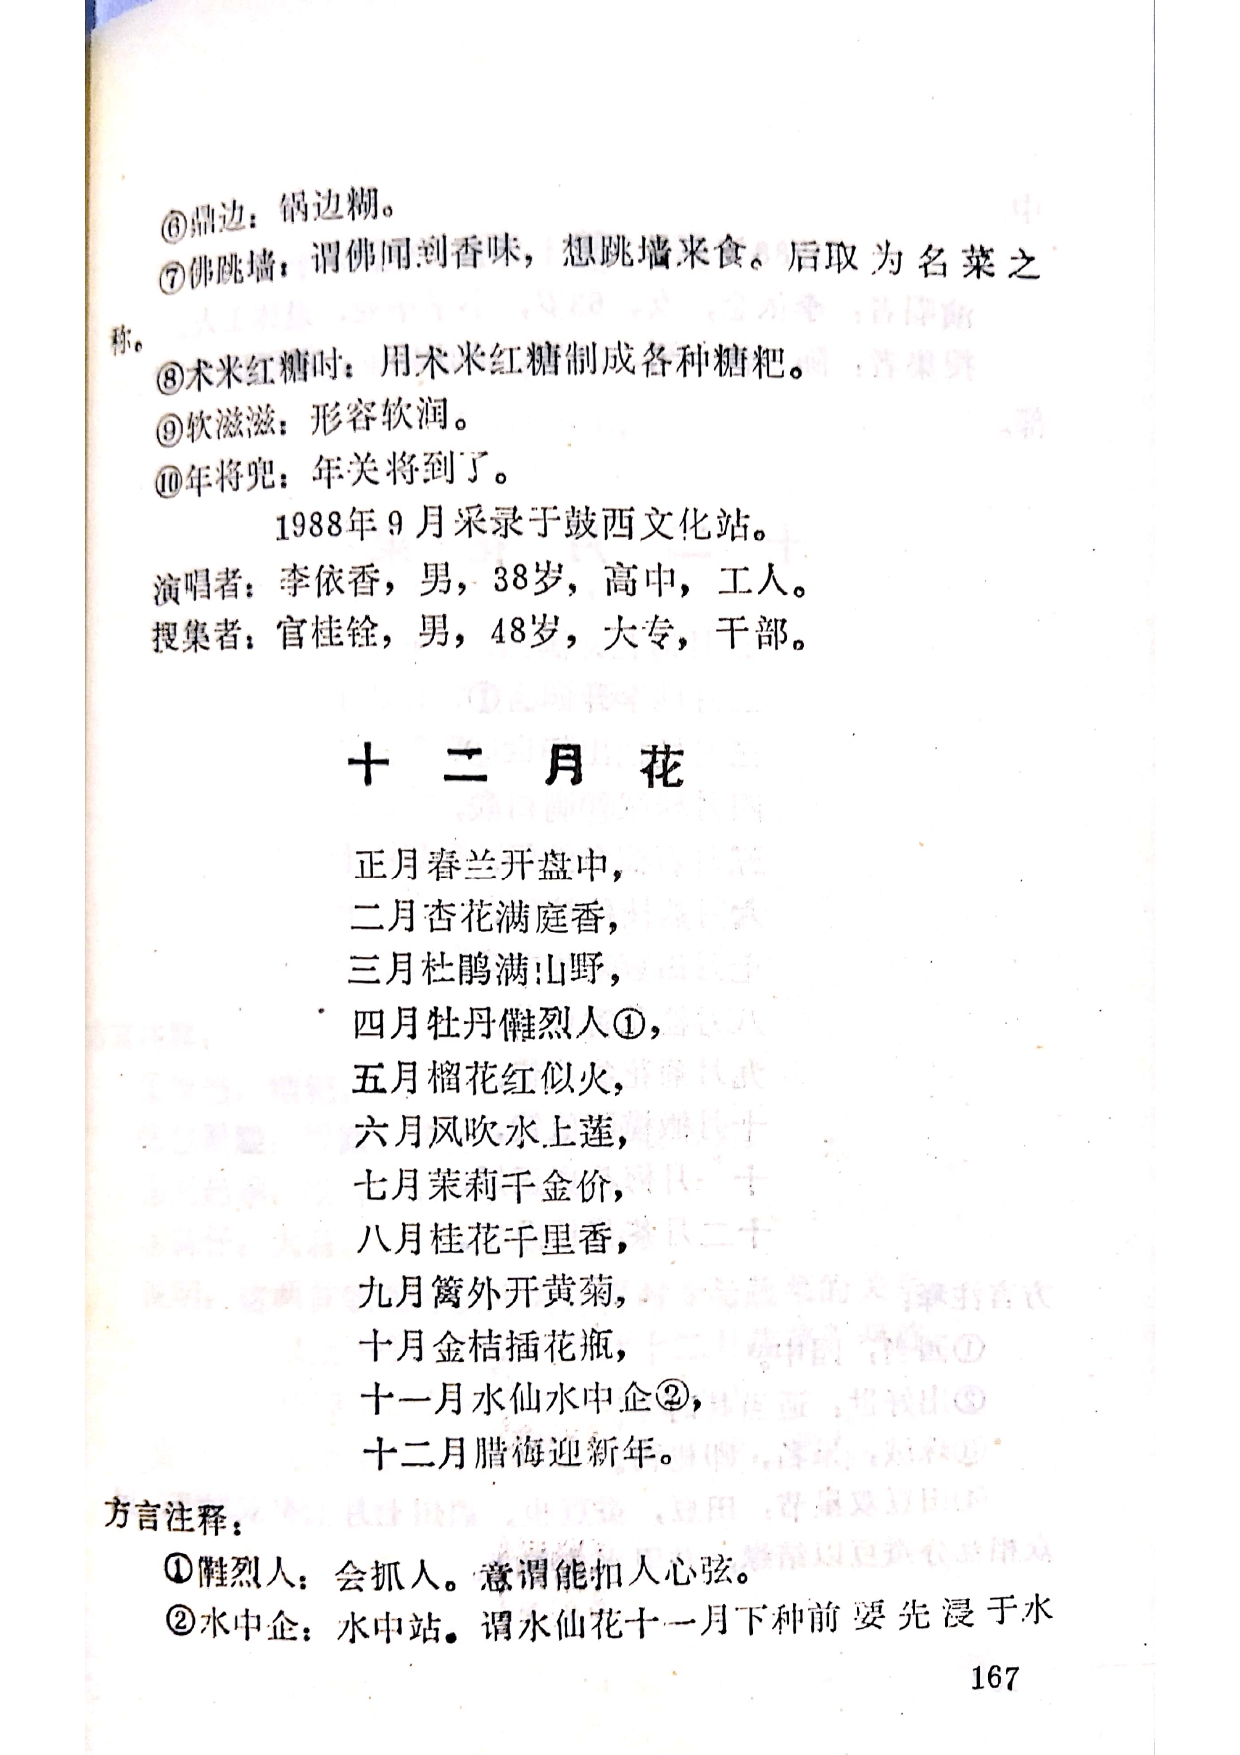 ⑥鼎边：锅边糊。
⑦佛跳墙：谓佛闻到香味，想跳墙来食。后取为名菜之
称。
⑧术米红糖时：用术米红糖制成各种糖粑。
⑨软滋滋：形容软润。
⑩年将兜：年关将到了。
1988年9月采录于鼓西文化站。
演唱者：李依香，男，38岁，高中，工人。
搜集者：官桂铨，男，48岁，大专，干部。
十二月花
正月春兰开盘中，
二月杏花满庭香，
三月杜鹃满山野，
四月牡丹㒤烈人①，
五月榴花红似火，
六月风吹水上莲，
七月茉莉千金价，
八月桂花千里香，
九月篱外开黄菊，
十月金桔插花瓶，
十一月水仙水中企②，
十二月腊梅迎新年。
方言注释：
①㒤烈人：会抓人。意谓能扣人心弦。
②水中企：水中站。谓水仙花十一月下种前要先浸于水
167